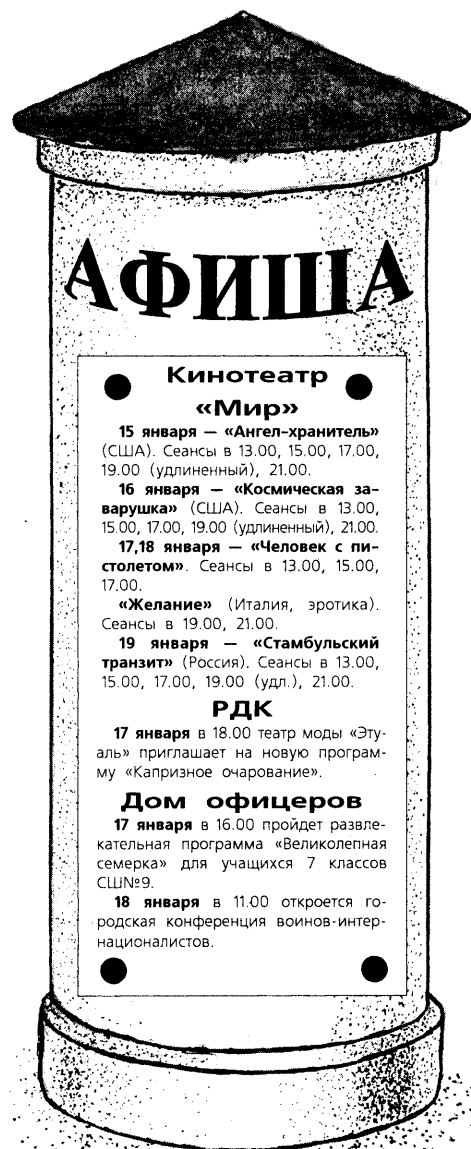 АФИША
Кинотеатр
«Мир»
15 января — «Ангел-хранитель»
(США). Сеансы в 13.00, 15.00, 17.00,
19.00 (удлиненный), 21.00.
16 января — «Космическая за-
варушка» (США). Сеансы в 13.00,
15.00, 17.00, 19.00 (удлиненный), 21.00.
17,18 января — «Человек с пи-
столетом». Сеансы в 13.00, 15.00,
17.00.
«Желание» (Италия, эротика).
Сеансы в 19.00, 21.00.
19 января — «Стамбульский
транзит» (Россия). Сеансы в 13.00,
15.00, 17.00, 19.00 (удл.), 21.00.
РДК
17 января в 18.00 театр моды «Эту-
аль» приглашает на новую програм-
му «Капризное очарование».
Дом офицеров
17 января в 16.00 пройдет развле-
кательная программа «Великолепная
семерка» для учащихся 7 классов
СШ№9.
18 января в 11.00 откроется го-
родская конференция воинов-интер-
националистов.